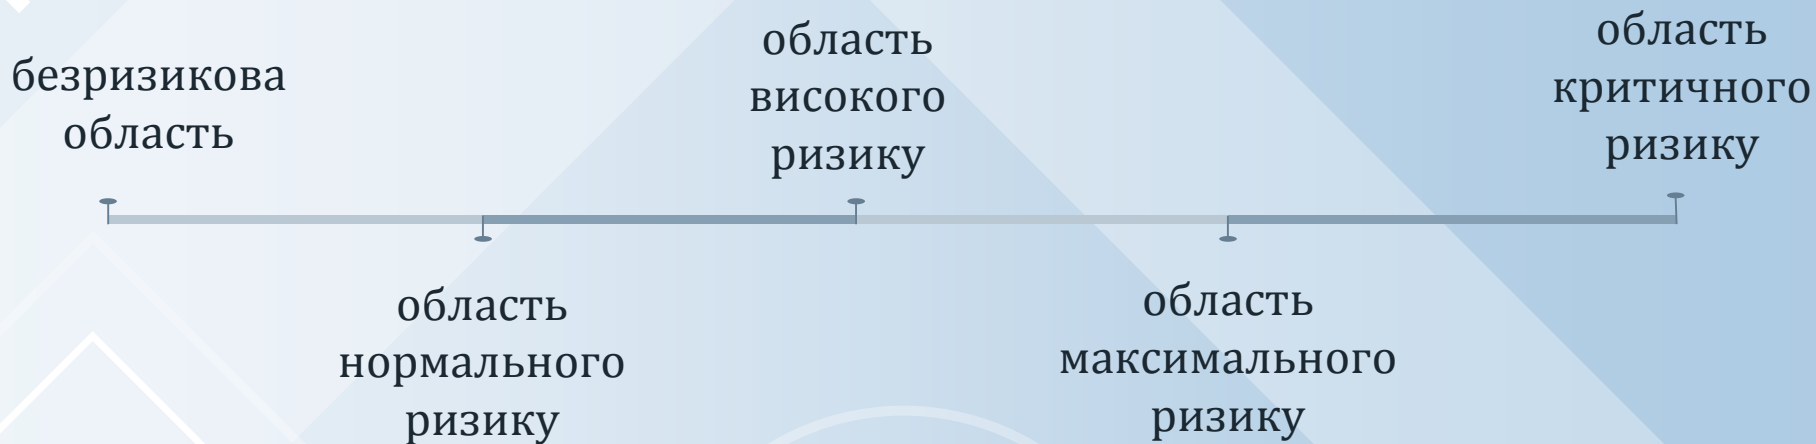 безризикова
область
область
нормального
ризику
область
високого
ризику
область
максимального
ризику
область
критичного
ризику